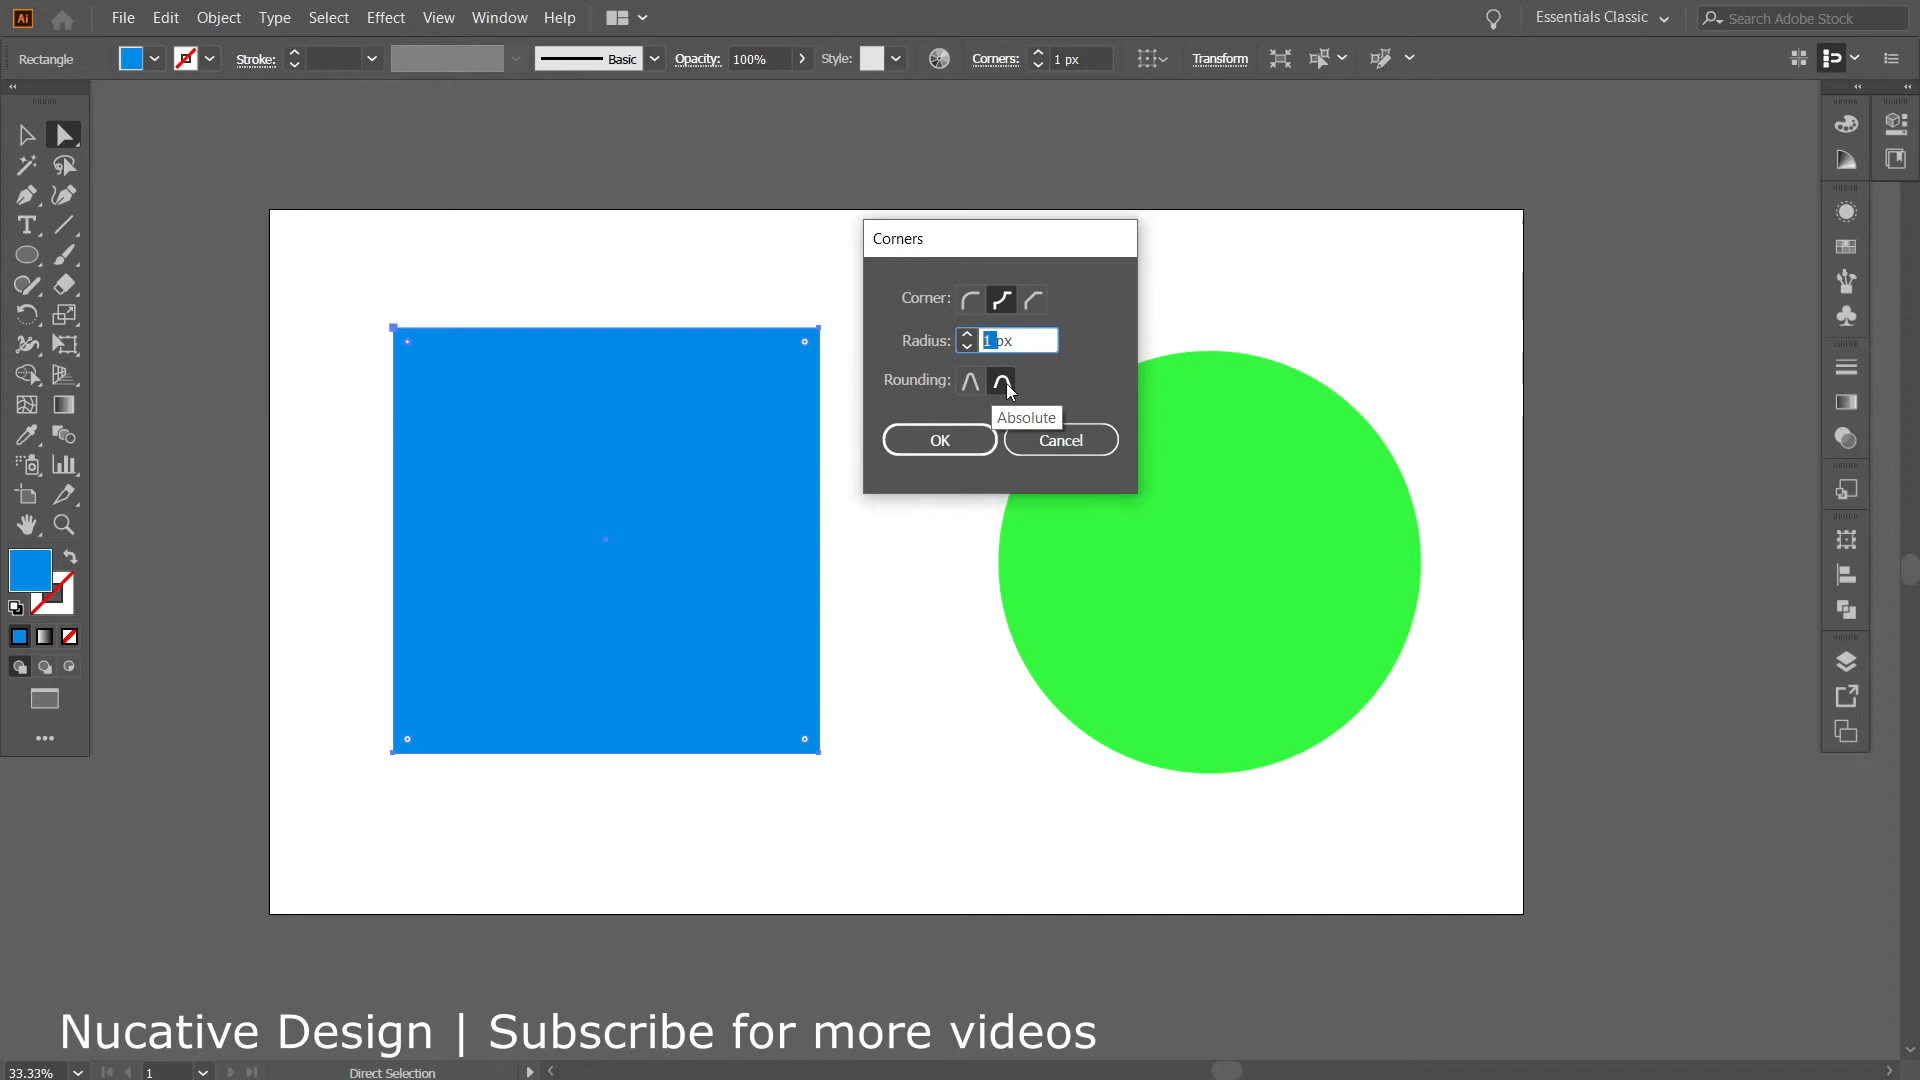 Ai File Edit Object Type Select Effect View Window Help Essentials Classic Search Adobe Stock
Rectangle Stroke: Basic Opacity: 100% Style: Corners: 1 px Transform
Corners
Corner:
Radius: 1 px
Rounding:
Absolute
OK Cancel
Nucative Design | Subscribe for more videos
33.33% 1 Direct Selection